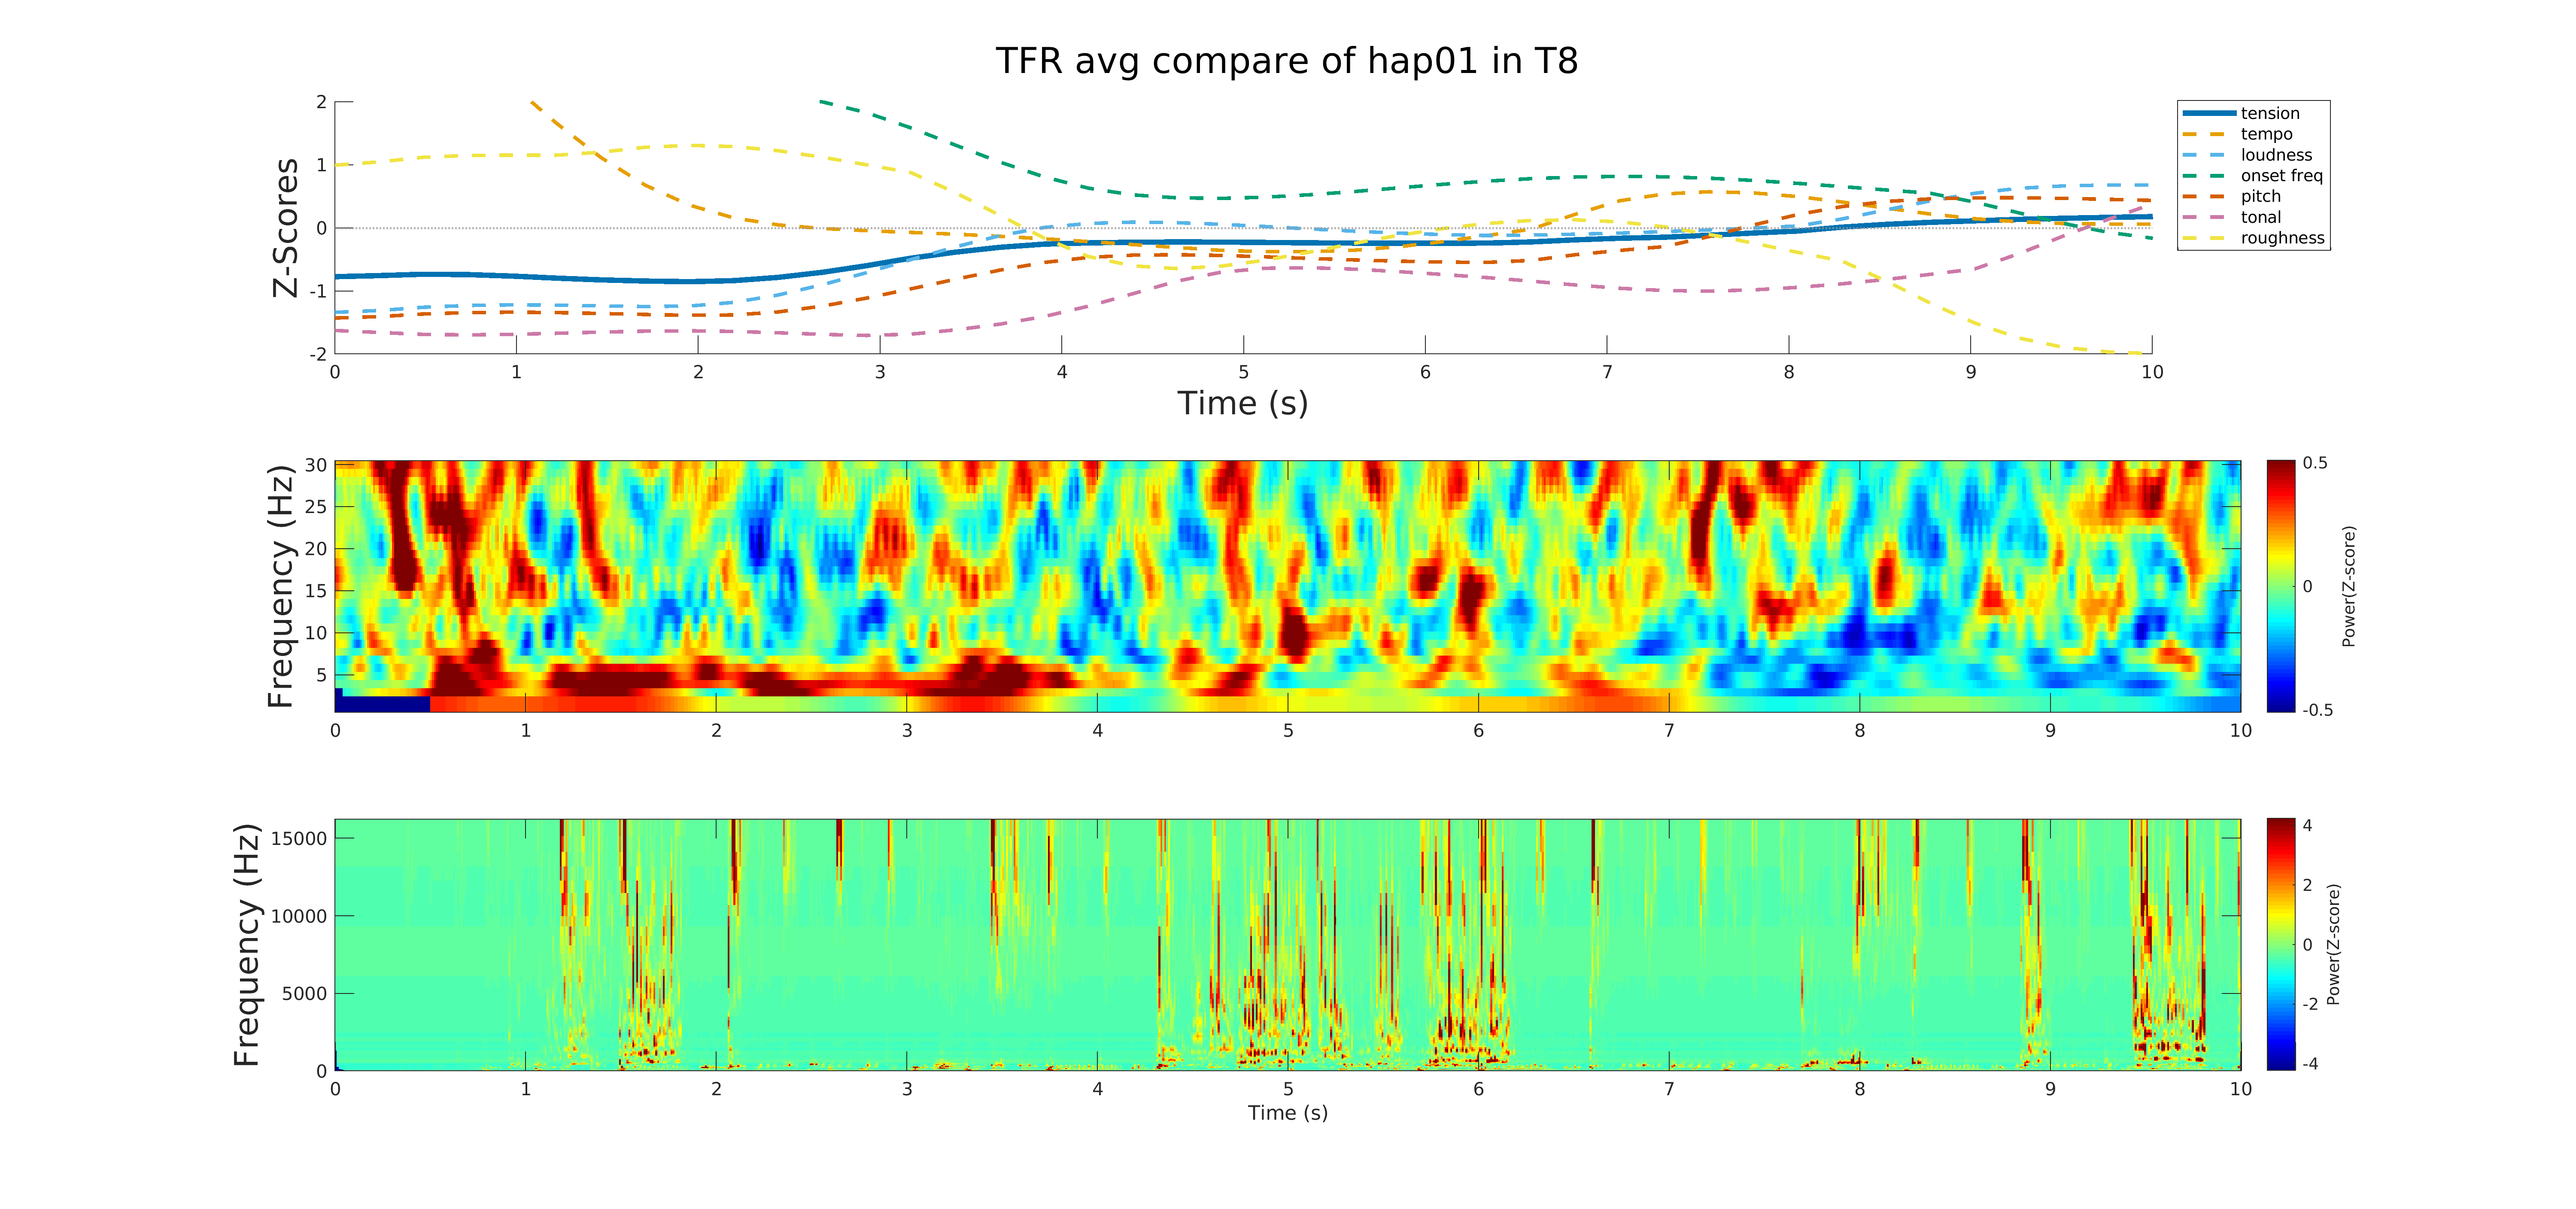 TFR avg compare of hap01 in T8
Z-Scores
2
1
0
-1
-2
0 1 2 3 4 5 6 7 8 9 10
Time (s)
tension
tempo
loudness
onset freq
pitch
tonal
roughness
Frequency (Hz)
30
25
20
15
10
5
0 1 2 3 4 5 6 7 8 9 10
0.5
0
-0.5
Power(Z-score)
Frequency (Hz)
15000
10000
5000
0
0 1 2 3 4 5 6 7 8 9 10
Time (s)
4
2
0
-2
-4
Power(Z-score)